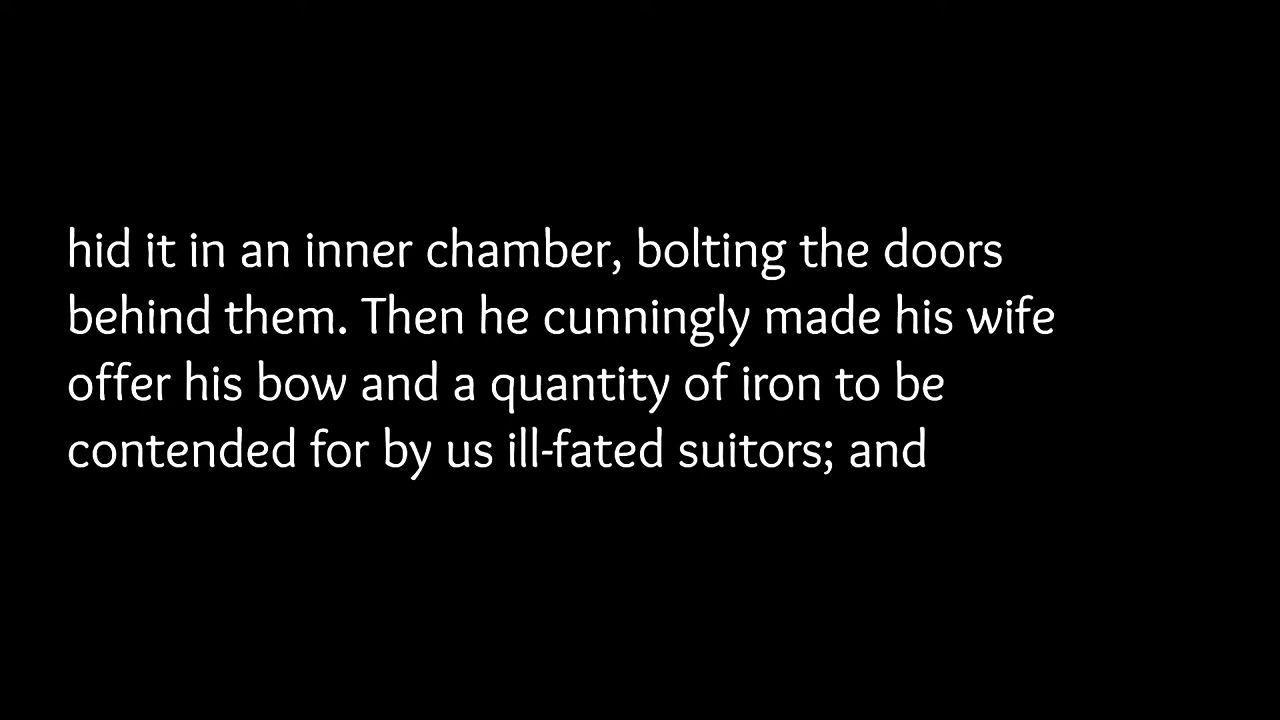 hid it in an inner chamber, bolting the doors
behind them. Then he cunningly made his wife
offer his bow and a quantity of iron to be
contended for by us ill-fated suitors; and